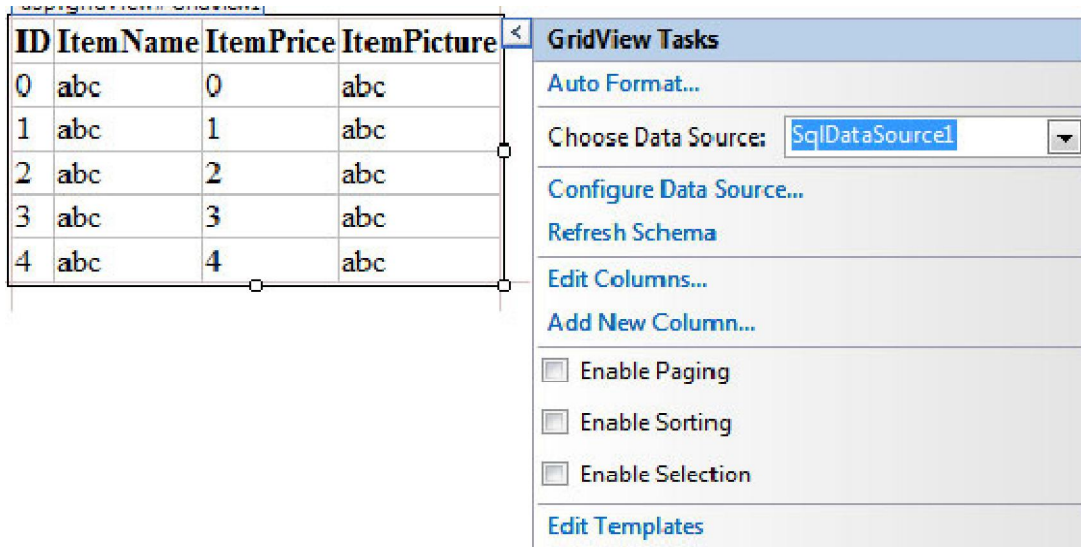 ID ItemName ItemPrice ItemPicture
0 abc 0 abc
1 abc 1 abc
2 abc 2 abc
3 abc 3 abc
4 abc 4 abc
<
GridView Tasks
Auto Format...
Choose Data Source: SqlDataSource1
Configure Data Source...
Refresh Schema
Edit Columns...
Add New Column...
Enable Paging
Enable Sorting
Enable Selection
Edit Templates